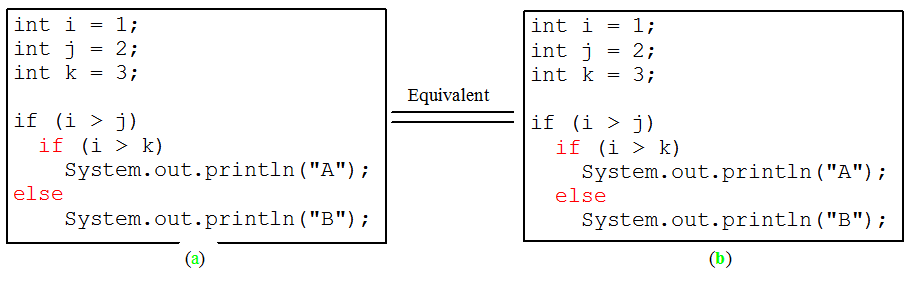 int i = 1;
int j = 2;
int k = 3;
if (i > j)
  if (i > k)
    System.out.println("A");
else
    System.out.println("B");
(a)
Equivalent
int i = 1;
int j = 2;
int k = 3;
if (i > j)
  if (i > k)
    System.out.println("A");
  else
    System.out.println("B");
(b)